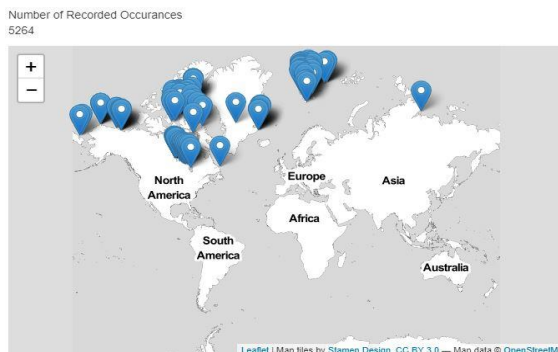 Number of Recorded Occurances
5264
+
−
North
America
Europe
Asia
Africa
South
America
Australia
Leaflet | Map tiles by Stamen Design, CC BY 3.0 — Map data © OpenStreetM